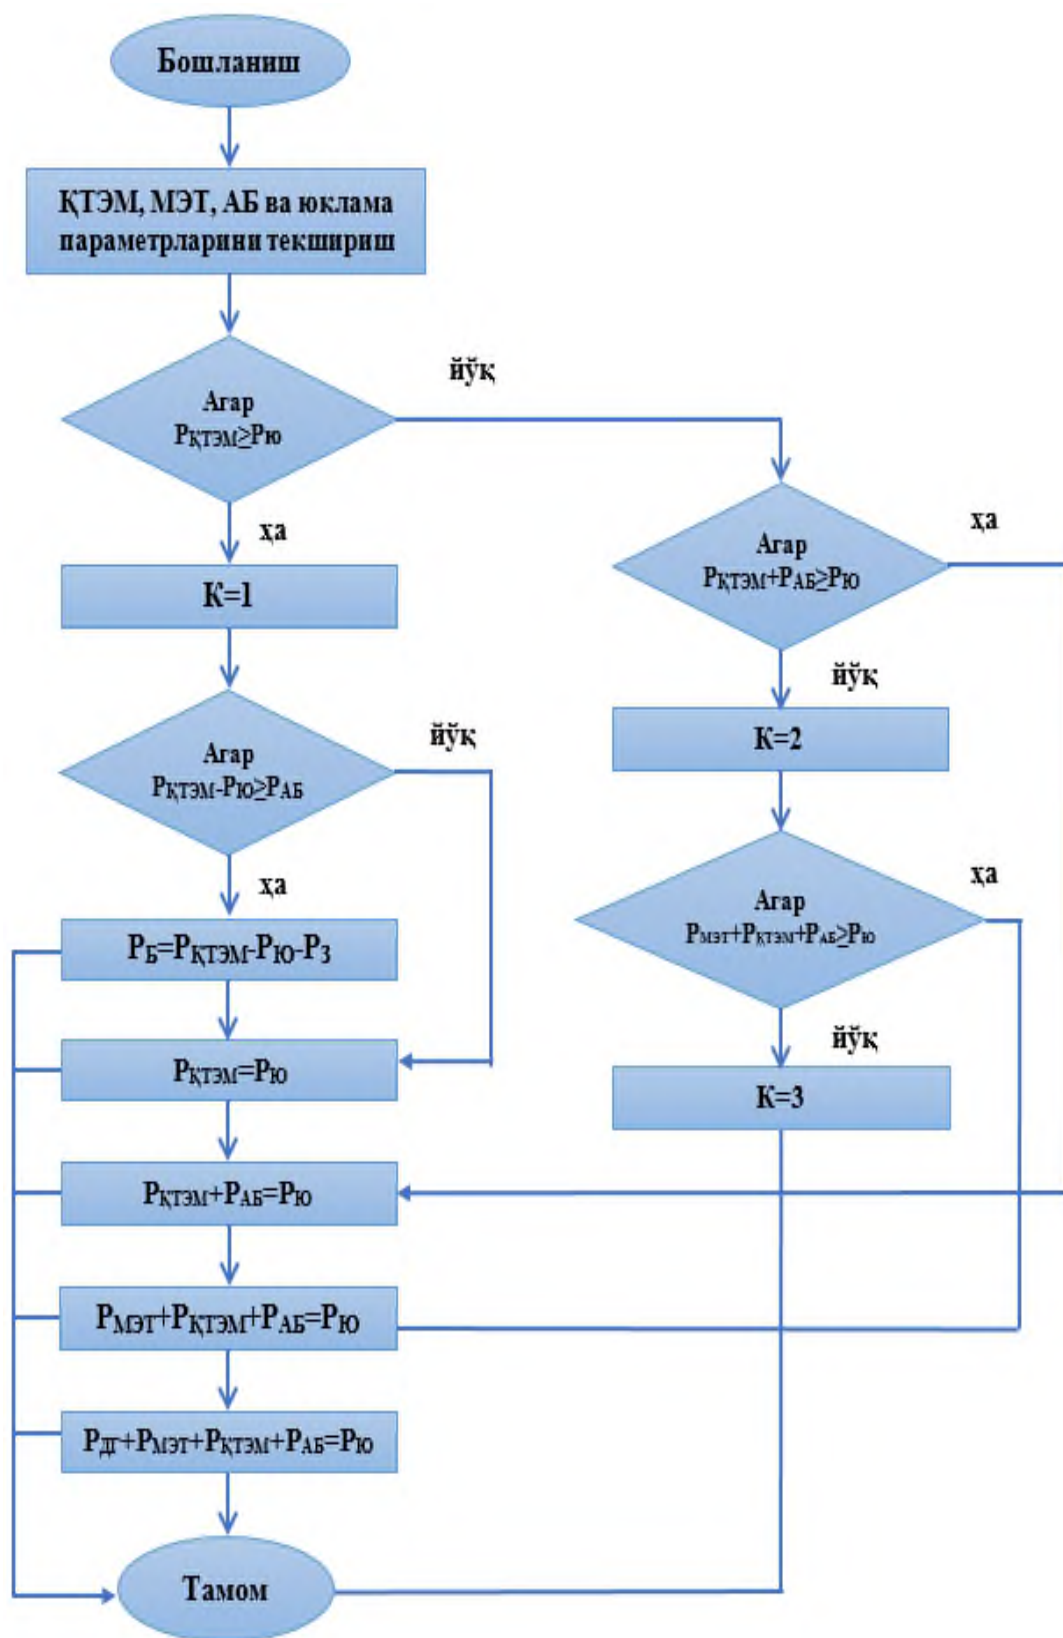 Бошланиш
ҚТЭМ, МЭТ, АБ ва юклама
параметрларини текшириш
Агар
PҚТЭМ≥PЮ
йўқ
ҳа
K=1
Агар
PҚТЭМ+PАБ≥PЮ
ҳа
йўқ
K=2
Агар
PҚТЭМ-PЮ≥PАБ
йўқ
ҳа
Агар
PМЭТ+PҚТЭМ+PАБ≥PЮ
ҳа
йўқ
K=3
PБ=PҚТЭМ-PЮ-PЗ
PҚТЭМ=PЮ
PҚТЭМ+PАБ=PЮ
PМЭТ+PҚТЭМ+PАБ=PЮ
PДГ+PМЭТ+PҚТЭМ+PАБ=PЮ
Тамом